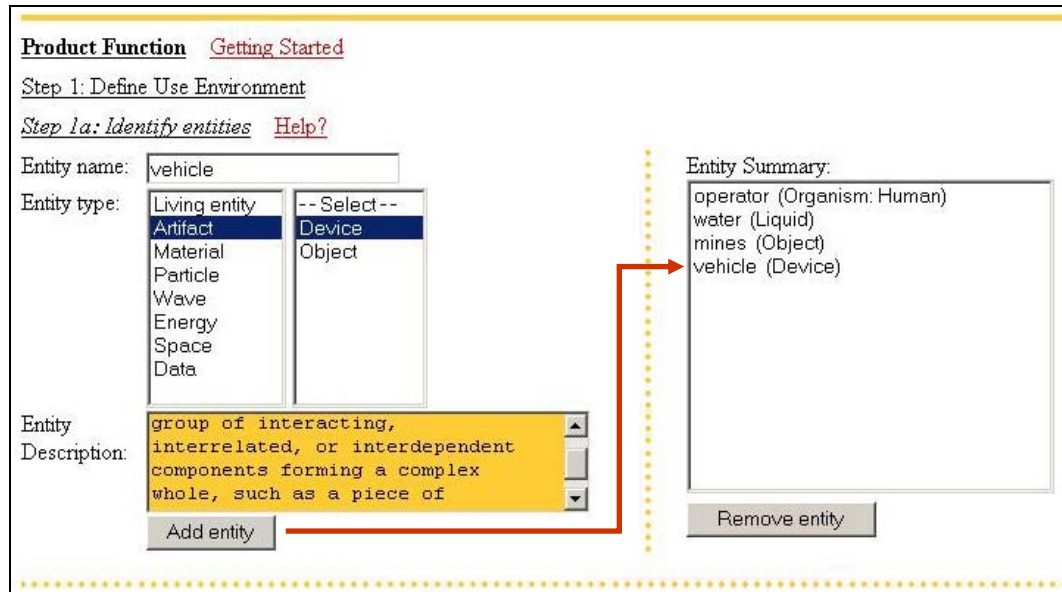 Product Function Getting Started
Step 1: Define Use Environment
Step 1a: Identify entities Help?
Entity name:
vehicle
Entity type:
Living entity
Artifact
Material
Particle
Wave
Energy
Space
Data
--Select--
Device
Object
Entity
Description:
group of interacting,
interrelated, or interdependent
components forming a complex
whole, such as a piece of
Add entity
Entity Summary:
operator (Organism: Human)
water (Liquid)
mines (Object)
vehicle (Device)
Remove entity